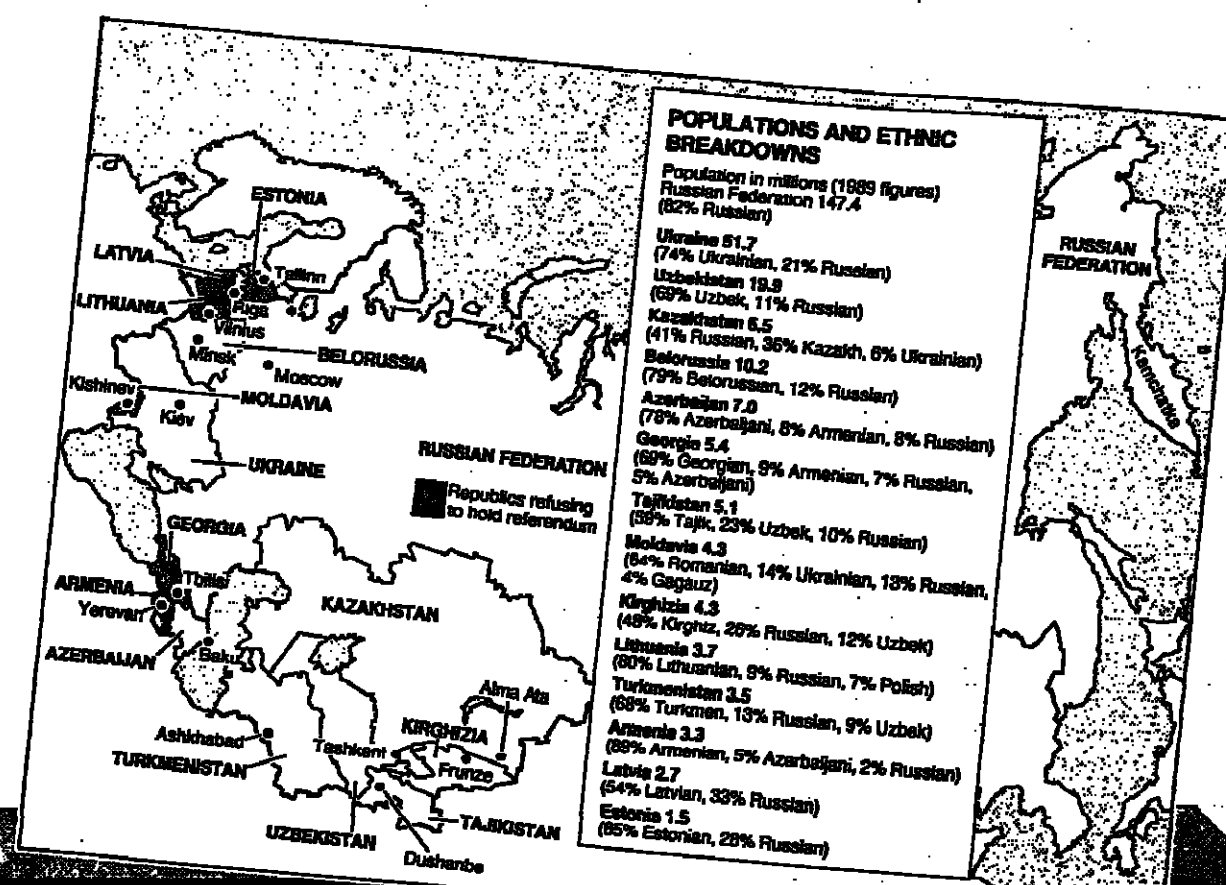 ESTONIA
LATVIA
Tallinn
LITHUANIA
Riga
Vilnius
Minsk
BELORUSSIA
Moscow
Kishinev
MOLDAVIA
Kiev
UKRAINE
RUSSIAN FEDERATION
Republics refusing
to hold referendum
GEORGIA
Tbilisi
ARMENIA
Yerevan
KAZAKHSTAN
AZERBAIJAN
Baku
Alma Ata
Ashkhabad
KIRGHIZIA
Tashkent
TURKMENISTAN
Frunze
UZBEKISTAN
TAJIKISTAN
Dushanbe
POPULATIONS AND ETHNIC
BREAKDOWNS
Population in millions (1989 figures)
Russian Federation 147.4
(82% Russian)
Ukraine 51.7
(74% Ukrainian, 21% Russian)
Uzbekistan 19.9
(69% Uzbek, 11% Russian)
Kazakhstan 6.5
(41% Russian, 36% Kazakh, 6% Ukrainian)
Belorussia 10.2
(79% Belorussian, 12% Russian)
Azerbaijan 7.0
(78% Azerbaijani, 8% Armenian, 8% Russian)
Georgia 5.4
(69% Georgian, 9% Armenian, 7% Russian,
5% Azerbaijani)
Tajikistan 5.1
(59% Tajik, 23% Uzbek, 10% Russian)
Moldavia 4.3
(64% Romanian, 14% Ukrainian, 13% Russian,
4% Gagauz)
Kirghizia 4.3
(48% Kirghiz, 26% Russian, 12% Uzbek)
Lithuania 3.7
(80% Lithuanian, 9% Russian, 7% Polish)
Turkmenistan 3.5
(68% Turkmen, 13% Russian, 9% Uzbek)
Armenia 3.3
(89% Armenian, 5% Azerbaijani, 2% Russian)
Latvia 2.7
(54% Latvian, 33% Russian)
Estonia 1.5
(65% Estonian, 28% Russian)
RUSSIAN
FEDERATION
Kamchatka